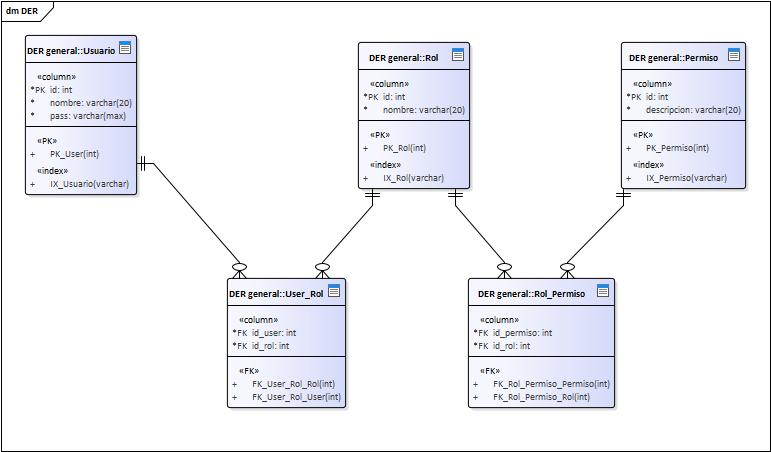 dm DER
DER general::Usuario
«column»
*PK id: int
* nombre: varchar(20)
* pass: varchar(max)
«PK»
+ PK_User(int)
«index»
+ IX_Usuario(varchar)
DER general::Rol
«column»
*PK id: int
* nombre: varchar(20)
«PK»
+ PK_Rol(int)
«index»
+ IX_Rol(varchar)
DER general::Permiso
«column»
*PK id: int
* descripcion: varchar(20)
«PK»
+ PK_Permiso(int)
«index»
+ IX_Permiso(varchar)
DER general::User_Rol
«column»
*FK id_user: int
*FK id_rol: int
«FK»
+ FK_User_Rol_Rol(int)
+ FK_User_Rol_User(int)
DER general::Rol_Permiso
«column»
*FK id_permiso: int
*FK id_rol: int
«FK»
+ FK_Rol_Permiso_Permiso(int)
+ FK_Rol_Permiso_Rol(int)